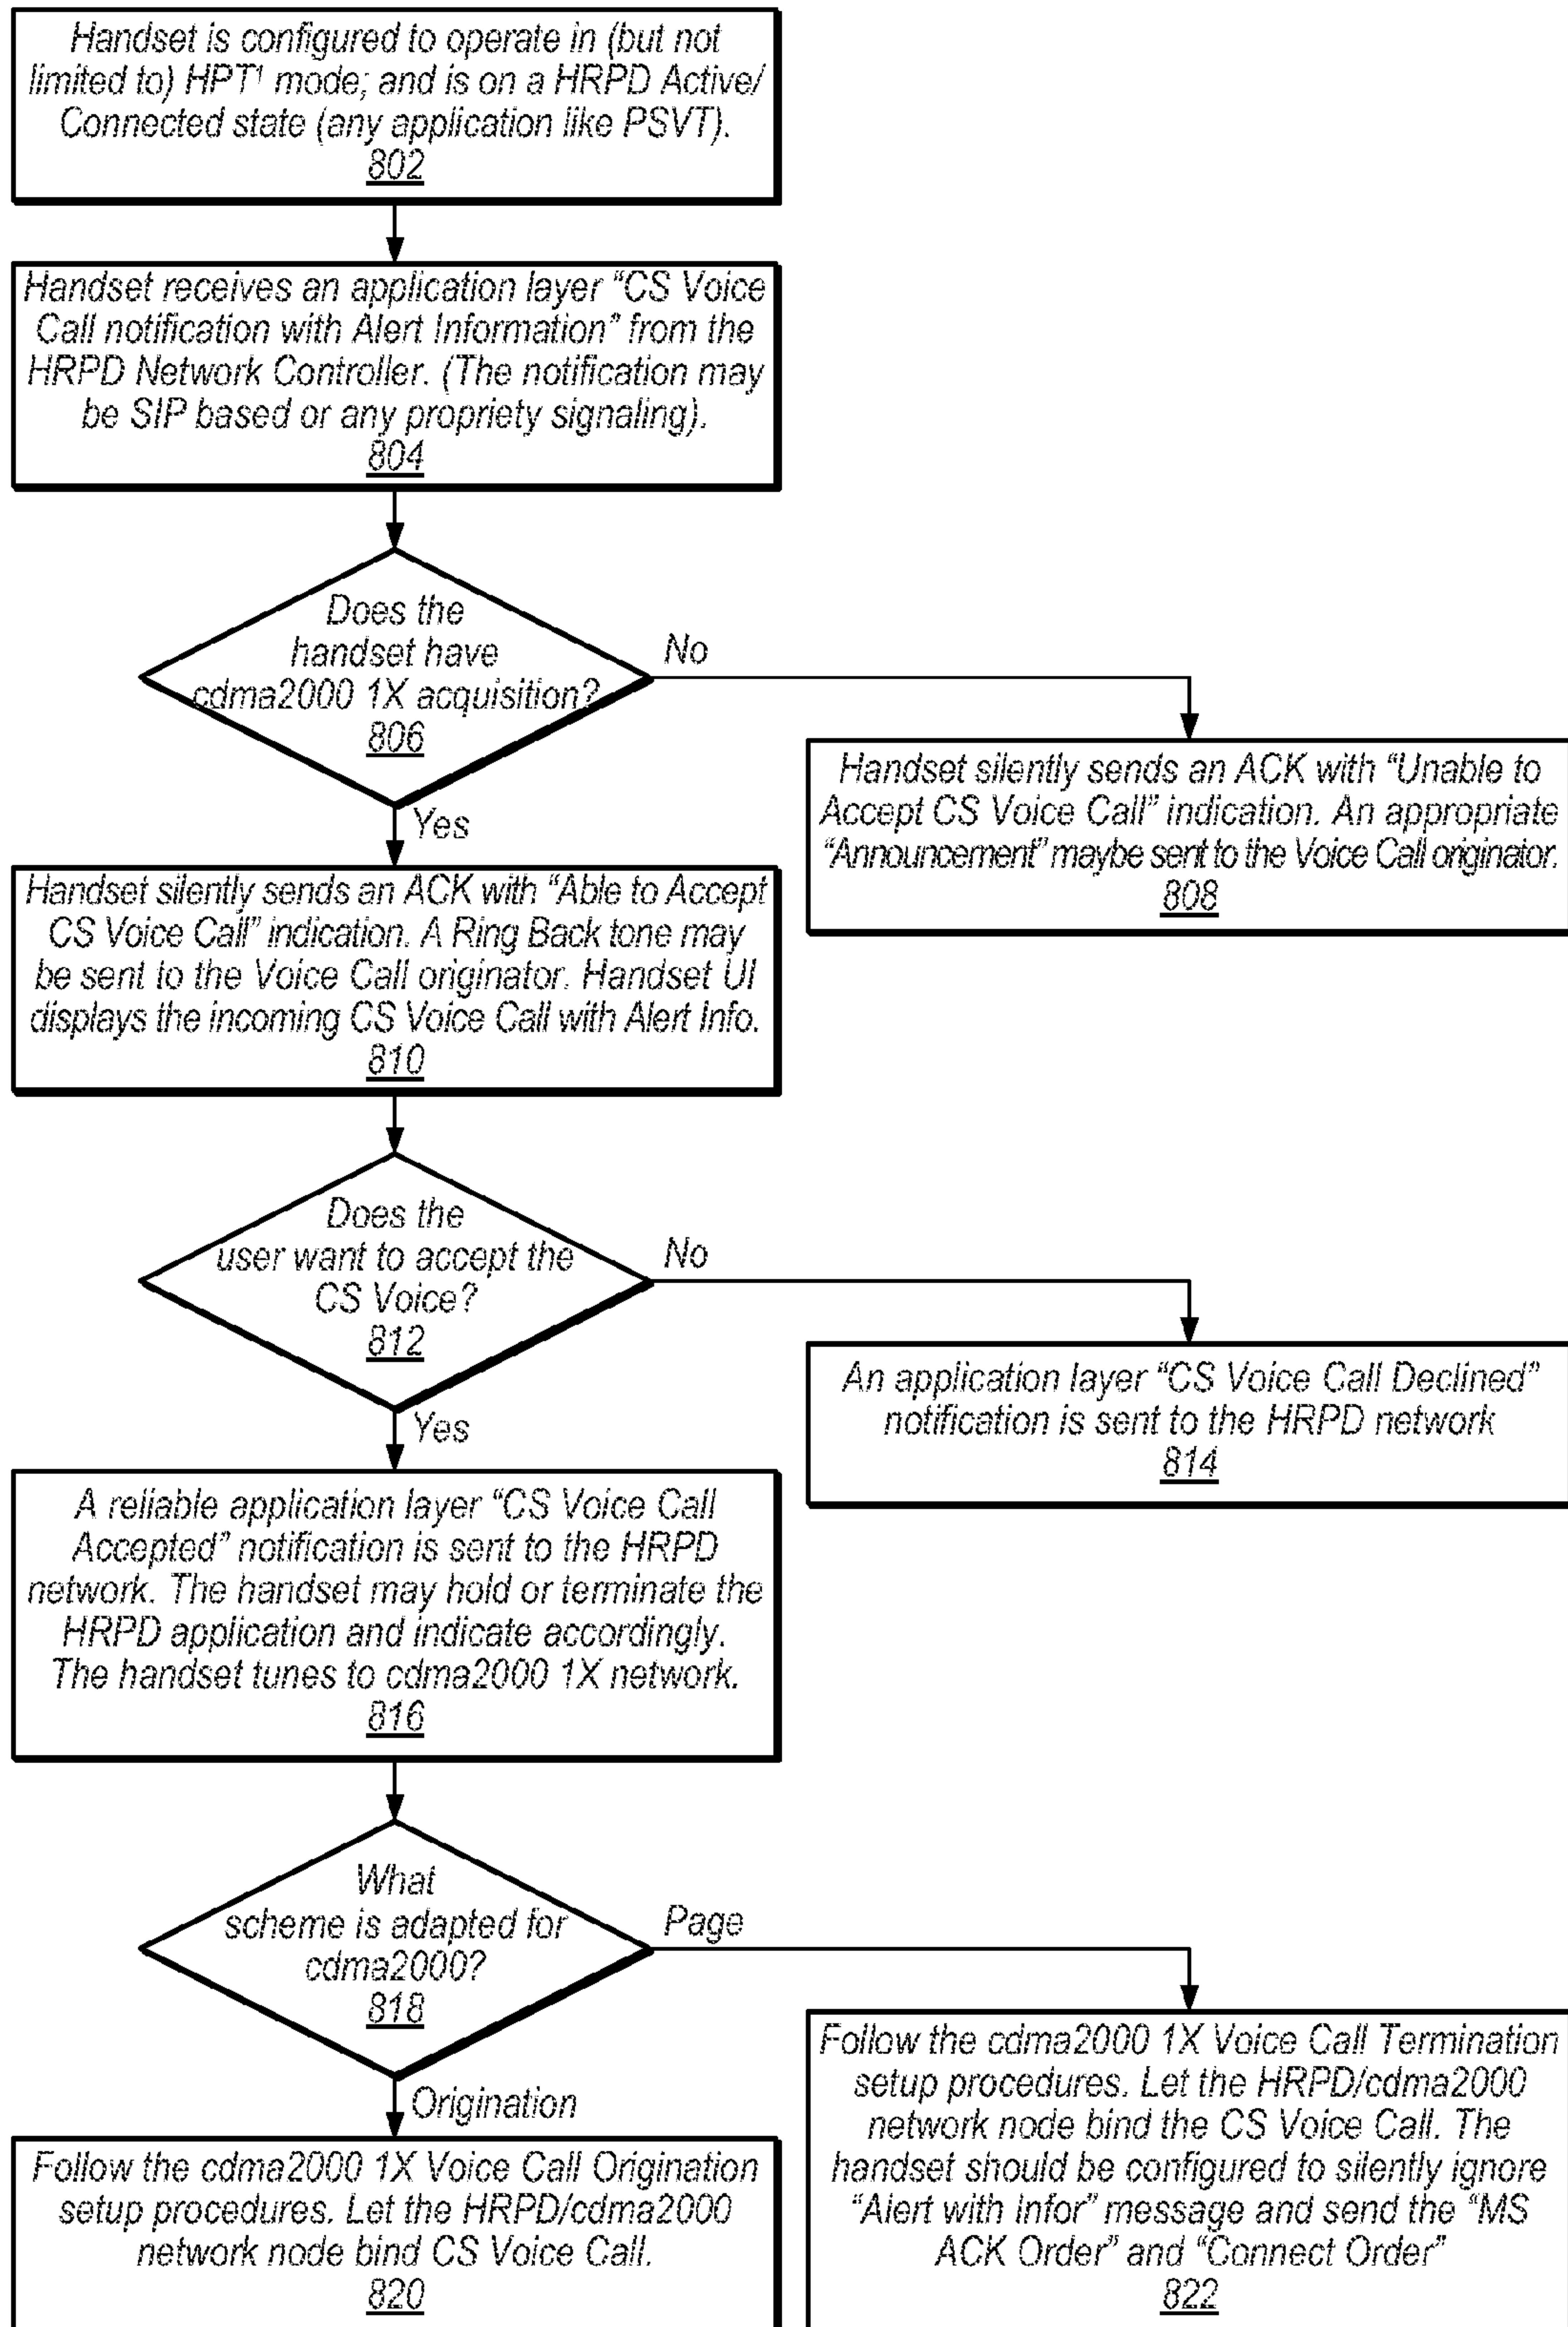 Handset is configured to operate in (but not
limited to) HPT¹ mode; and is on a HRPD Active/
Connected state (any application like PSVT).
802
Handset receives an application layer “CS Voice
Call notification with Alert Information” from the
HRPD Network Controller. (The notification may
be SIP based or any propriety signaling).
804
Does the
handset have
cdma2000 1X acquisition?
806
No
Yes
Handset silently sends an ACK with “Unable to
Accept CS Voice Call” indication. An appropriate
“Announcement” maybe sent to the Voice Call originator.
808
Handset silently sends an ACK with “Able to Accept
CS Voice Call” indication. A Ring Back tone may
be sent to the Voice Call originator. Handset UI
displays the incoming CS Voice Call with Alert Info.
810
Does the
user want to accept the
CS Voice?
812
No
Yes
An application layer “CS Voice Call Declined”
notification is sent to the HRPD network
814
A reliable application layer “CS Voice Call
Accepted” notification is sent to the HRPD
network. The handset may hold or terminate the
HRPD application and indicate accordingly.
The handset tunes to cdma2000 1X network.
816
What
scheme is adapted for
cdma2000?
818
Page
Origination
Follow the cdma2000 1X Voice Call Termination
setup procedures. Let the HRPD/cdma2000
network node bind the CS Voice Call. The
handset should be configured to silently ignore
“Alert with Infor” message and send the “MS
ACK Order” and “Connect Order”
822
Follow the cdma2000 1X Voice Call Origination
setup procedures. Let the HRPD/cdma2000
network node bind CS Voice Call.
820